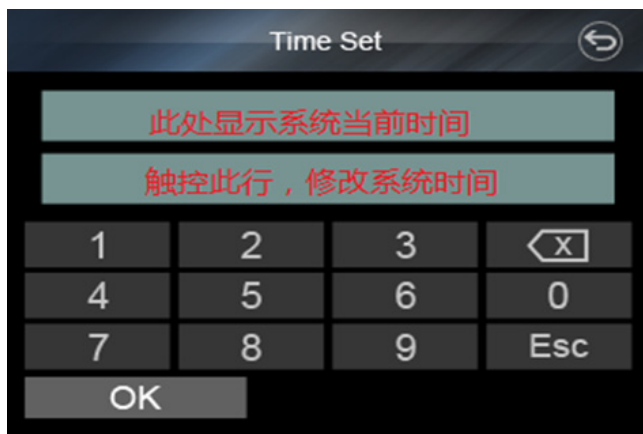 Time Set
此处显示系统当前时间
触控此行，修改系统时间
1 2 3 X
4 5 6 0
7 8 9 Esc
OK